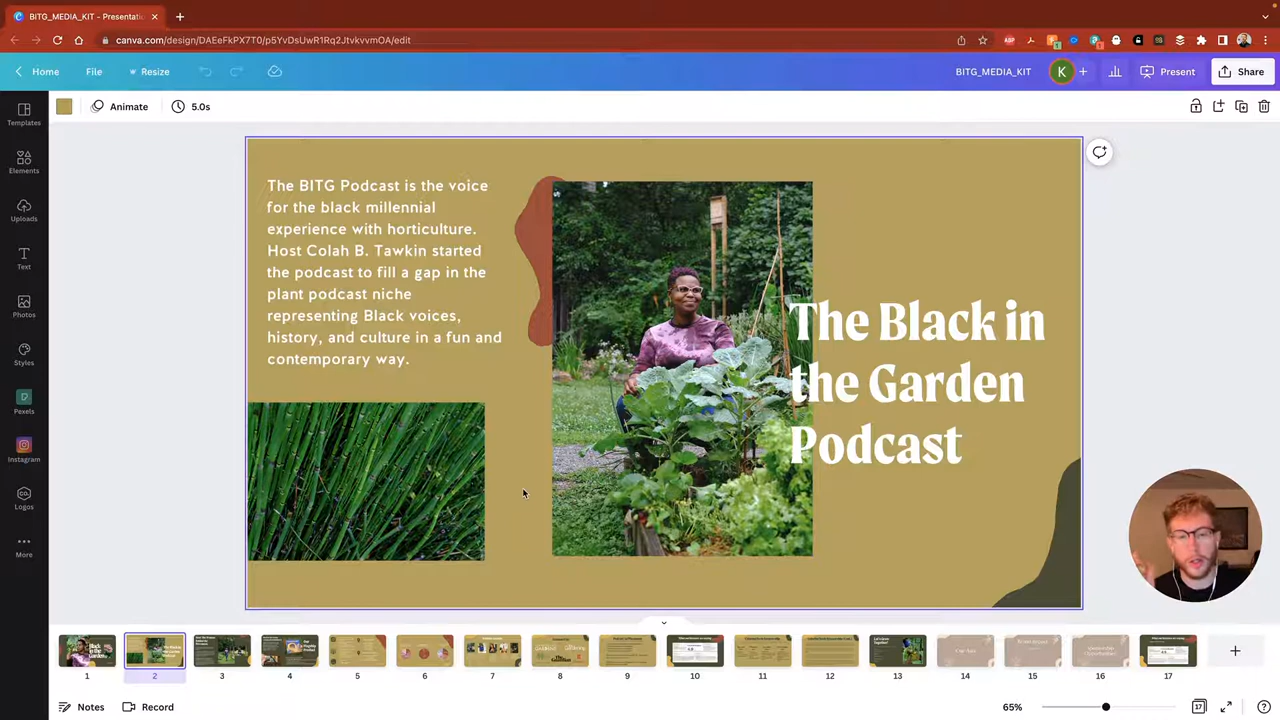 BITG_MEDIA_KIT - Presentatio
canva.com/design/DAEeFkPX7T0/p5YvDsUwR1Rq2JtvkvvmOA/edit
Home
File
Resize
BITG_MEDIA_KIT
K
Present
Share
Animate
5.0s
Templates
Elements
Uploads
Text
Photos
Styles
Pexels
Instagram
Logos
More
The BITG Podcast is the voice
for the black millennial
experience with horticulture.
Host Colah B. Tawkin started
the podcast to fill a gap in the
plant podcast niche
representing Black voices,
history, and culture in a fun and
contemporary way.
The Black in
the Garden
Podcast
1
2
3
4
5
6
7
8
9
10
11
12
13
14
15
16
17
Notes
Record
65%
17